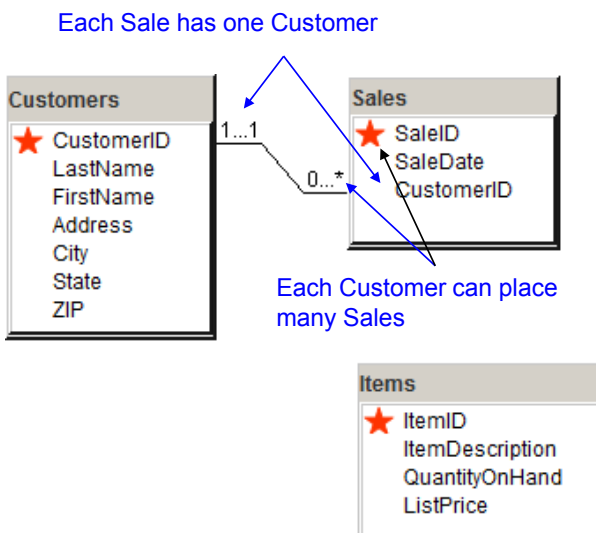 Each Sale has one Customer
Customers
CustomerID
LastName
FirstName
Address
City
State
ZIP
1...1
0...*
Sales
SaleID
SaleDate
CustomerID
Each Customer can place
many Sales
Items
ItemID
ItemDescription
QuantityOnHand
ListPrice